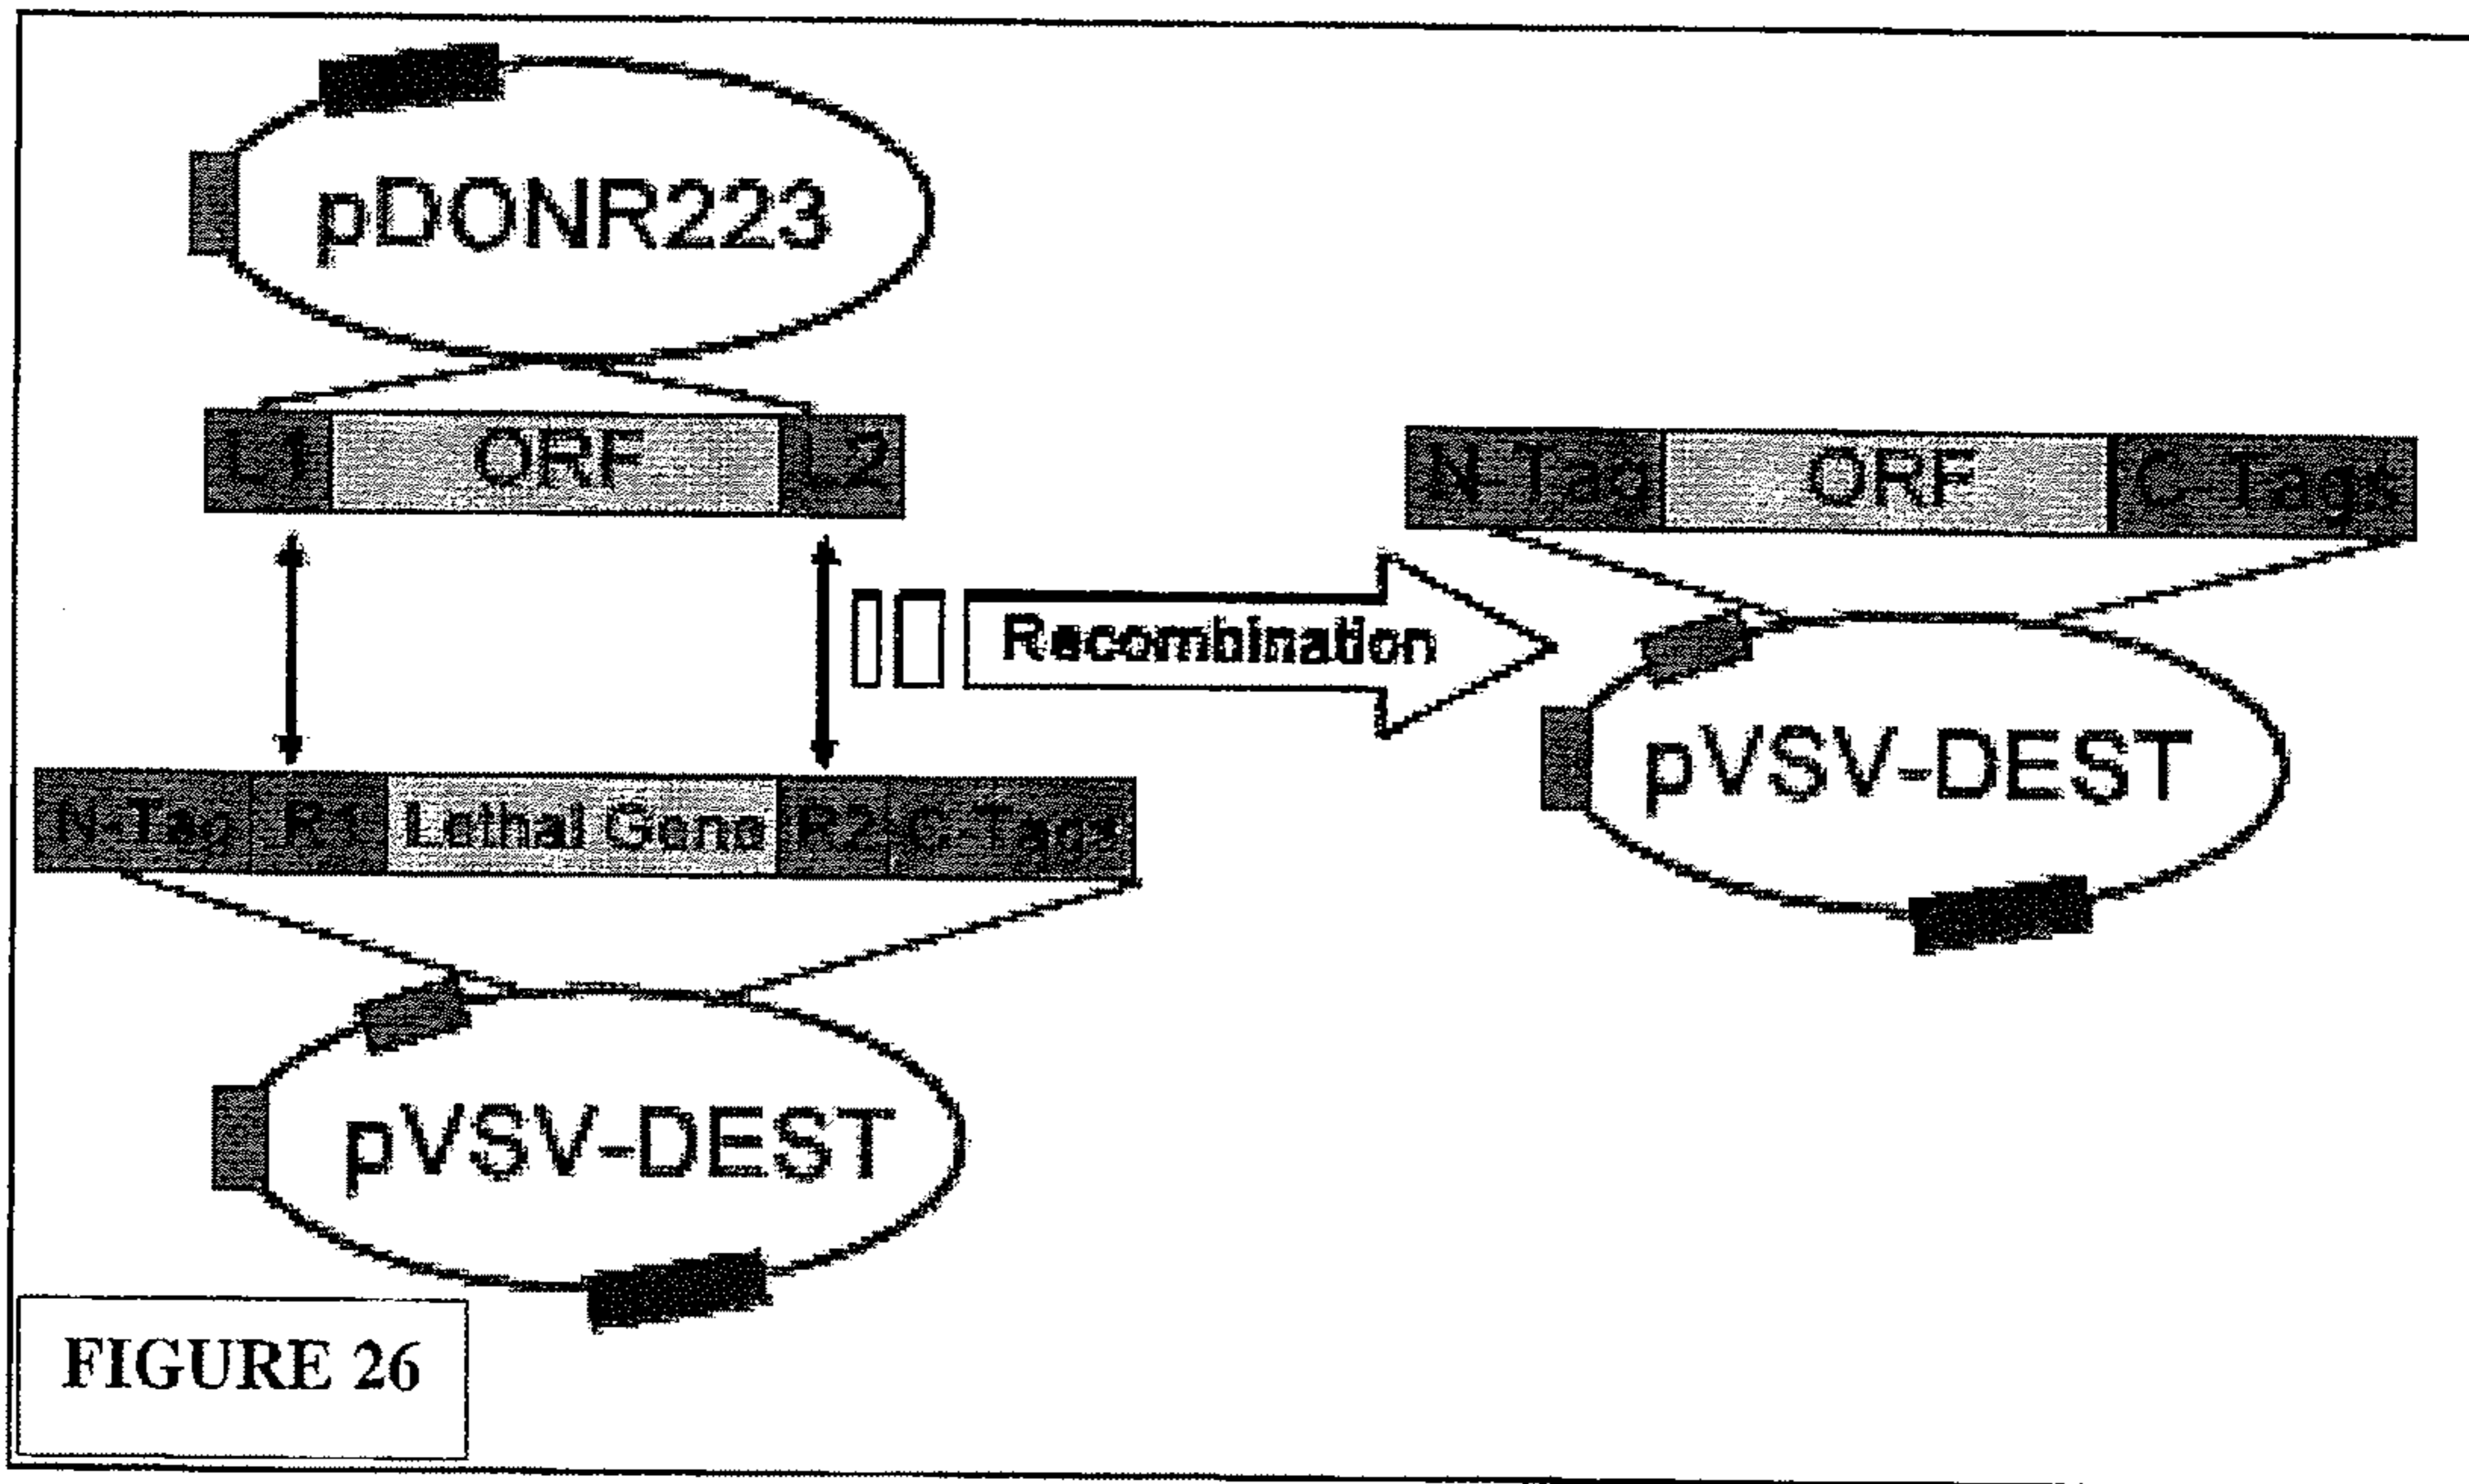 pDONR223
L1 ORF L2
N-Tag ORF C-Tags
Recombination
N-Tag R1 Lethal Gene R2 C-Tags
pVSV-DEST
pVSV-DEST
FIGURE 26